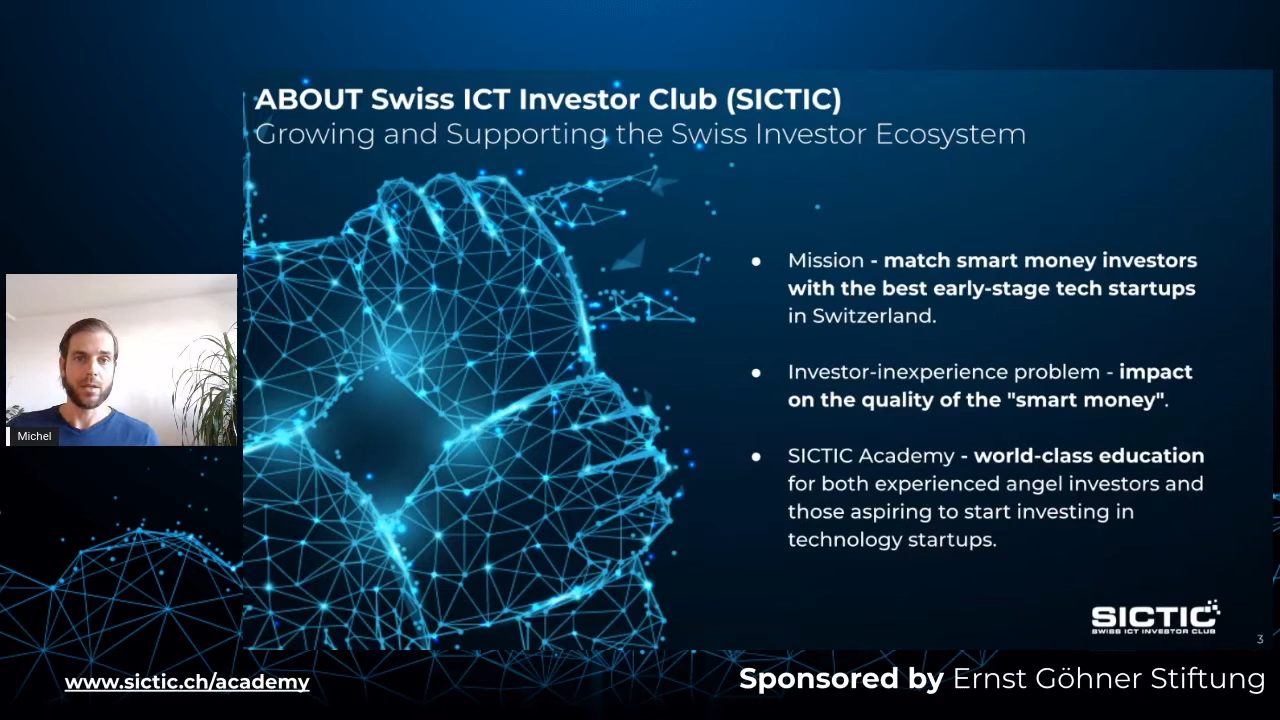 ABOUT Swiss ICT Investor Club (SICTIC)
Growing and Supporting the Swiss Investor Ecosystem
● Mission - match smart money investors
with the best early-stage tech startups
in Switzerland.
● Investor-inexperience problem - impact
on the quality of the "smart money".
● SICTIC Academy - world-class education
for both experienced angel investors and
those aspiring to start investing in
technology startups.
Michel
SICTIC
SWISS ICT INVESTOR CLUB
3
www.sictic.ch/academy
Sponsored by Ernst Göhner Stiftung